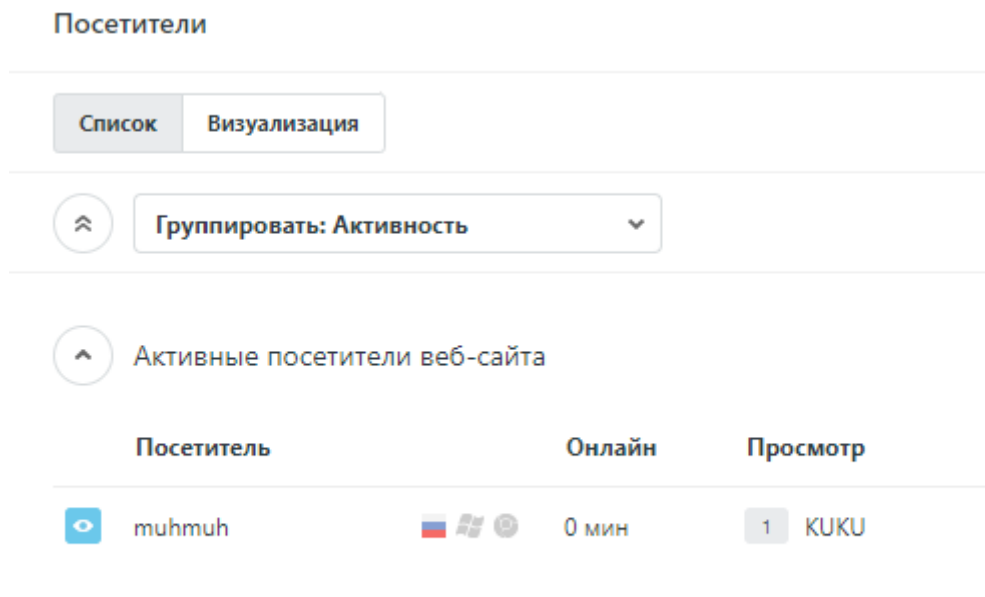 Посетители
Список Визуализация
Группировать: Активность
Активные посетители веб-сайта
Посетитель Онлайн Просмотр
muhmuh 0 мин 1 KUKU